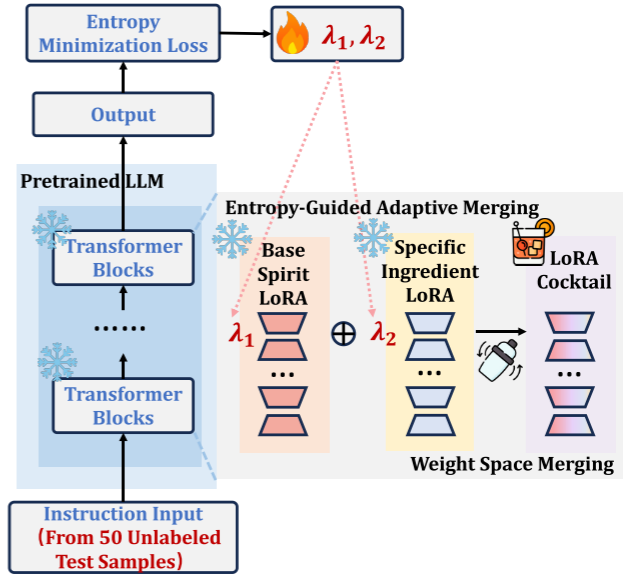 Entropy
Minimization Loss
λ1, λ2
Output
Pretrained LLM
Entropy-Guided Adaptive Merging
Transformer
Blocks
Base
Spirit
LoRA
Specific
Ingredient
LoRA
LoRA
Cocktail
......
λ1
⊕
λ2
...
...
...
Transformer
Blocks
Weight Space Merging
Instruction Input
(From 50 Unlabeled
Test Samples)